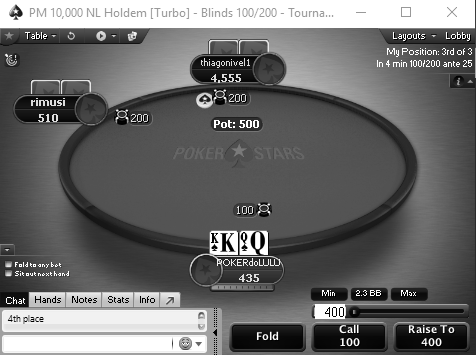 PM 10,000 NL Holdem [Turbo] - Blinds 100/200 - Tourna...
Table
Layouts
Lobby
My Position: 3rd of 3
In 4 min 100/200 ante 25
i
thiagonivel1
4,555
rimusi
510
200
200
Pot: 500
POKER STARS
100
K K Q Q
POKERdoLULU
435
Fold to any bet
Sit out next hand
Min
2.3 BB
Max
Chat
Hands
Notes
Stats
Info
400
4th place
Fold
Call
100
Raise To
400